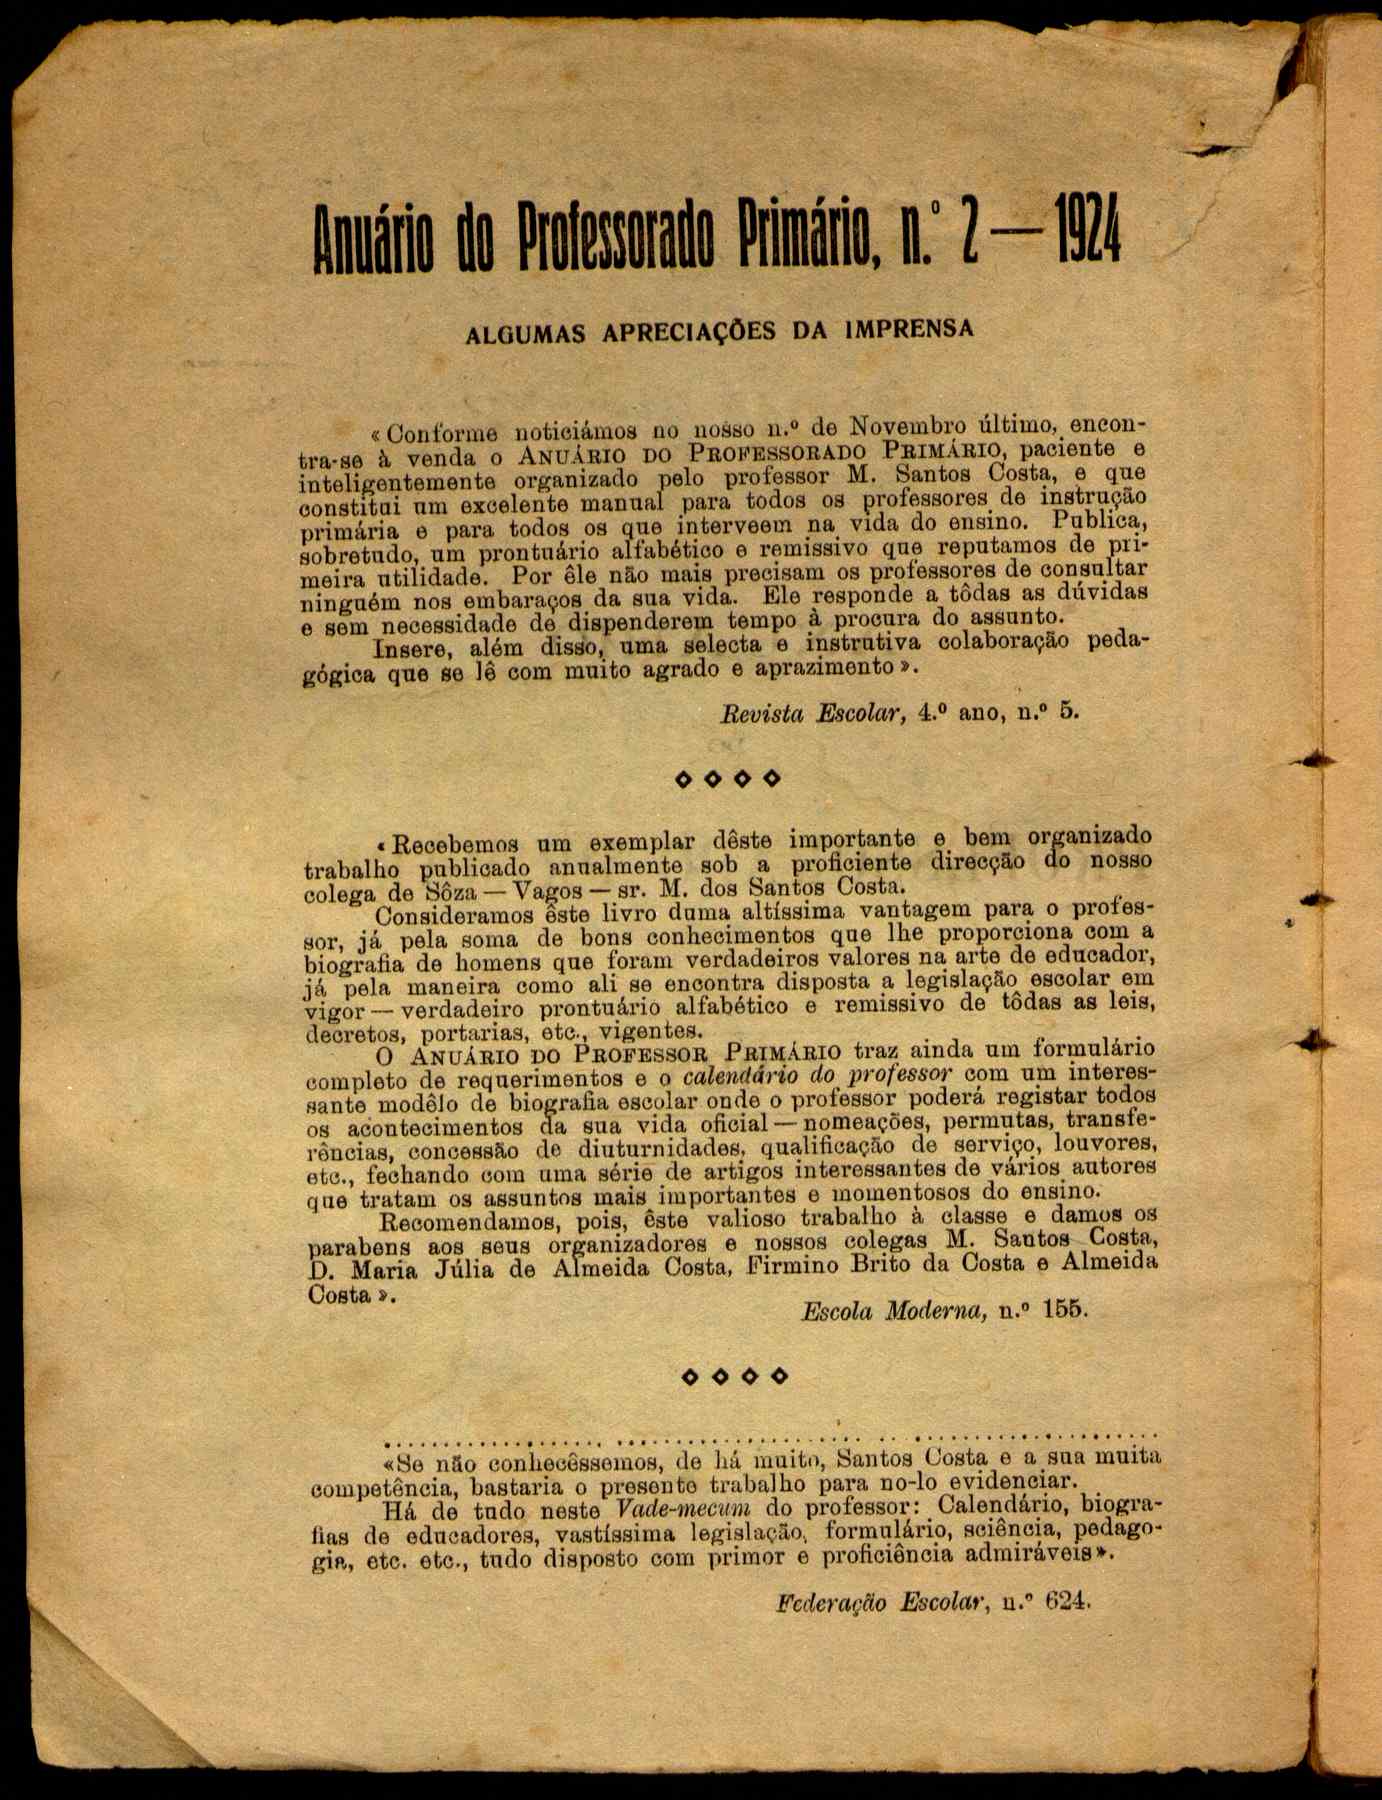 Anuário do Professorado Primário, n.º 2 — 1924
ALGUMAS APRECIAÇÕES DA IMPRENSA
«Conforme noticiámos no nosso n.º de Novembro último, encon-
tra-se à venda o ANUÁRIO DO PROFESSORADO PRIMÁRIO, paciente e
inteligentemente organizado pelo professor M. Santos Costa, e que
constitui um excelente manual para todos os professores de instrução
primária e para todos os que interveem na vida do ensino. Publica,
sobretudo, um prontuário alfabético e remissivo que reputamos de pri-
meira utilidade. Por êle não mais precisam os professores de consultar
ninguém nos embaraços da sua vida. Ele responde a tôdas as dúvidas
e sem necessidade de dispenderem tempo à procura do assunto.
Insere, além disso, uma selecta e instrutiva colaboração peda-
gógica que se lê com muito agrado e aprazimento».
Revista Escolar, 4.º ano, n.º 5.
«Recebemos um exemplar dêste importante e bem organizado
trabalho publicado anualmente sob a proficiente direcção do nosso
colega de Sôza — Vagos — sr. M. dos Santos Costa.
Consideramos êste livro duma altíssima vantagem para o profes-
sor, já pela soma de bons conhecimentos que lhe proporciona com a
biografia de homens que foram verdadeiros valores na arte de educador,
já pela maneira como ali se encontra disposta a legislação escolar em
vigor — verdadeiro prontuário alfabético e remissivo de tôdas as leis,
decretos, portarias, etc., vigentes.
O ANUÁRIO DO PROFESSOR PRIMÁRIO traz ainda um formulário
completo de requerimentos e o calendário do professor com um interes-
sante modêlo de biografia escolar onde o professor poderá registar todos
os acontecimentos da sua vida oficial — nomeações, permutas, transfe-
rências, concessão de diuturnidades, qualificação de serviço, louvores,
etc., fechando com uma série de artigos interessantes de vários autores
que tratam os assuntos mais importantes e momentosos do ensino.
Recomendamos, pois, êste valioso trabalho à classe e damos os
parabens aos seus organizadores e nossos colegas M. Santos Costa,
D. Maria Júlia de Almeida Costa, Firmino Brito da Costa e Almeida
Costa».
Escola Moderna, n.º 155.
«Se não conhecêssemos, de há muito, Santos Costa e a sua muita
competência, bastaria o presente trabalho para no-lo evidenciar.
Há de tudo neste Vade-mecum do professor: Calendário, biogra-
fias de educadores, vastíssima legislação, formulário, sciência, pedago-
gia, etc. etc., tudo disposto com primor e proficiência admiráveis».
Federação Escolar, n.º 624.